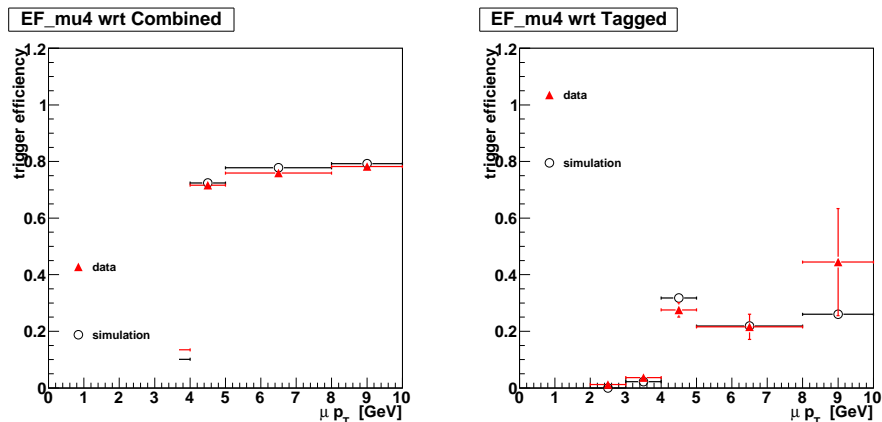 EF_mu4 wrt Combined
trigger efficiency
1.2
1
0.8
0.6
0.4
0.2
0
data
simulation
0 1 2 3 4 5 6 7 8 9 10
μ p_T [GeV]
EF_mu4 wrt Tagged
trigger efficiency
1.2
1
0.8
0.6
0.4
0.2
0
data
simulation
0 1 2 3 4 5 6 7 8 9 10
μ p_T [GeV]